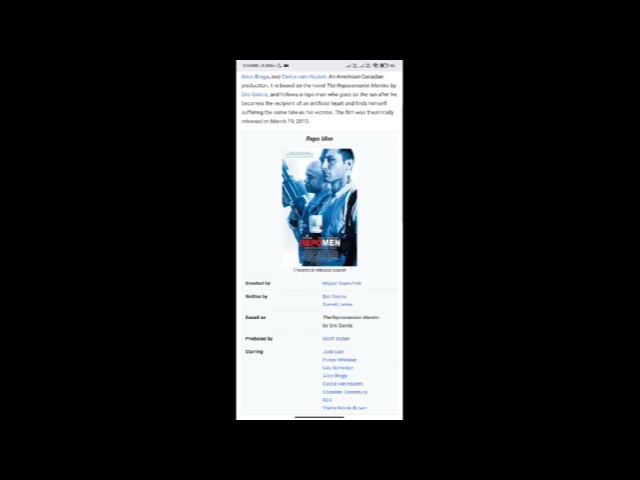 Alice Braga, and Carice van Houten. An American-Canadian
production, it is based on the novel The Repossession Mambo by
Eric Garcia, and follows a repo man who goes on the run after he
becomes the recipient of an artificial heart and finds himself
suffering the same fate as his victims. The film was theatrically
released on March 19, 2010.
Repo Men
REPOMEN
Theatrical release poster
Directed by Miguel Sapochnik
Written by Eric Garcia
Garrett Lerner
Based on The Repossession Mambo
by Eric Garcia
Produced by Scott Stuber
Starring Jude Law
Forest Whitaker
Liev Schreiber
Alice Braga
Carice van Houten
Chandler Canterbury
RZA
Yvette Nicole Brown